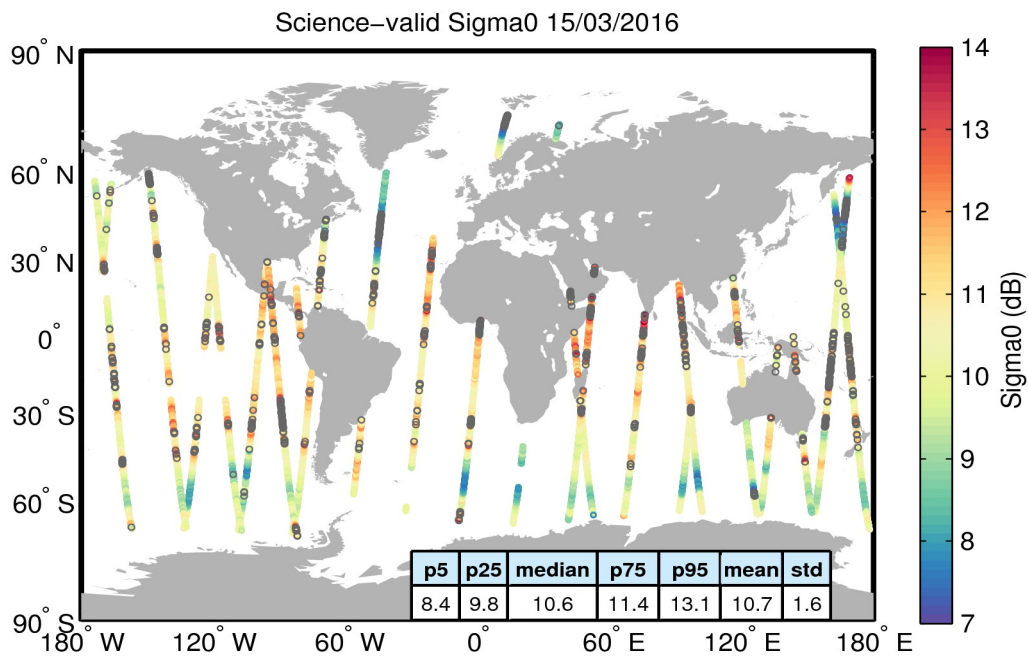 Science−valid Sigma0 15/03/2016
90° N
60° N
30° N
0°
30° S
60° S
90° S
180° W
120° W
60° W
0°
60° E
120° E
180° E
14
13
12
11
10
9
8
7
Sigma0 (dB)
p5 p25 median p75 p95 mean std
8.4 9.8 10.6 11.4 13.1 10.7 1.6